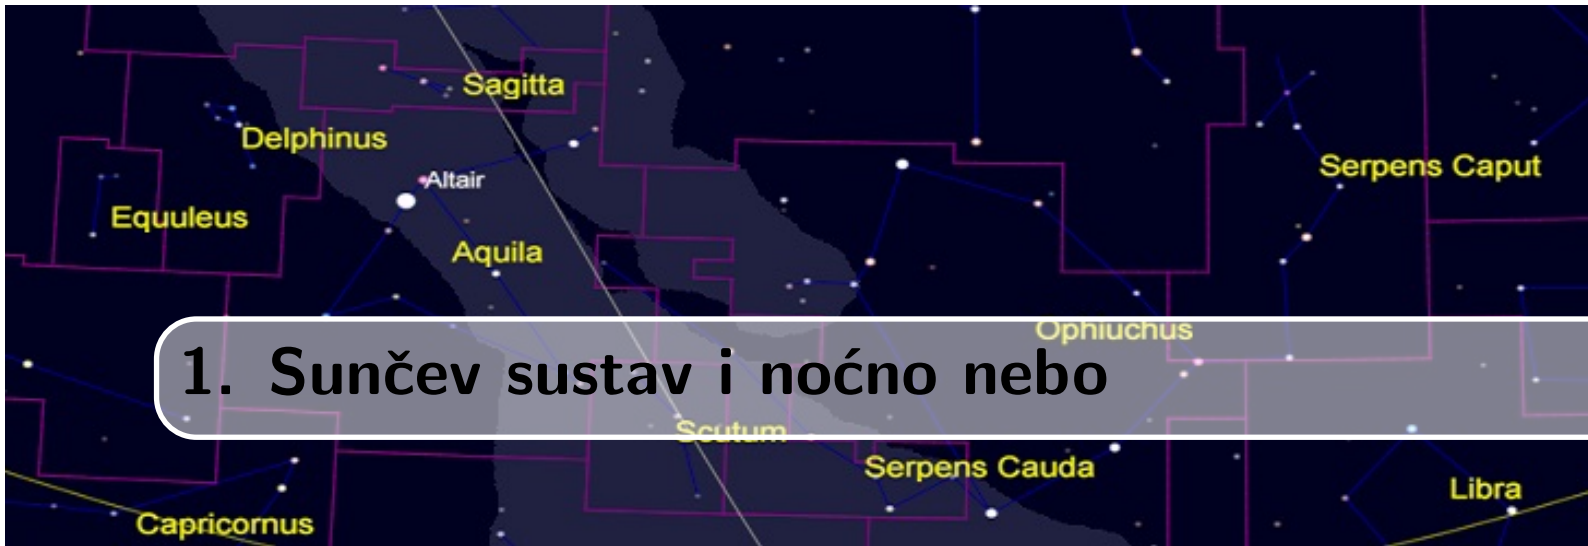 Sagitta
Delphinus
Altair
Serpens Caput
Equuleus
Aquila
Ophiuchus
1. Sunčev sustav i noćno nebo
Scutum
Serpens Cauda
Libra
Capricornus